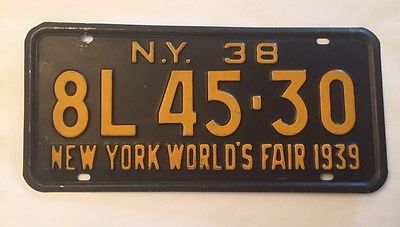 N.Y. 38
8L 45·30
NEW YORK WORLD'S FAIR 1939